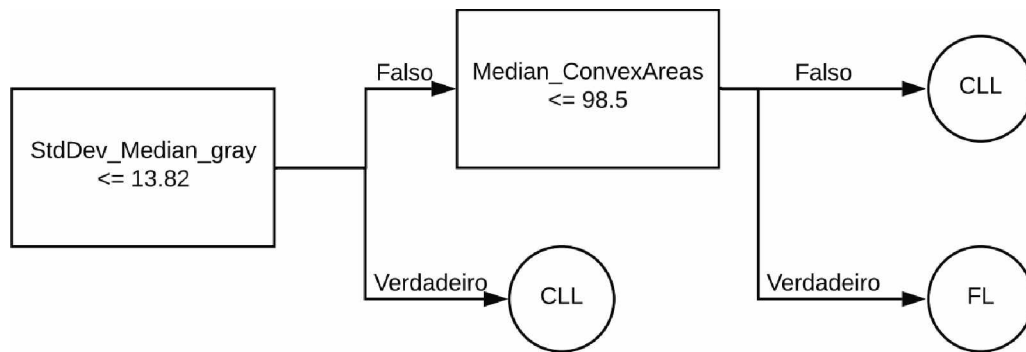 StdDev_Median_gray
<= 13.82
Falso
Median_ConvexAreas
<= 98.5
Falso
CLL
Verdadeiro
CLL
Verdadeiro
FL